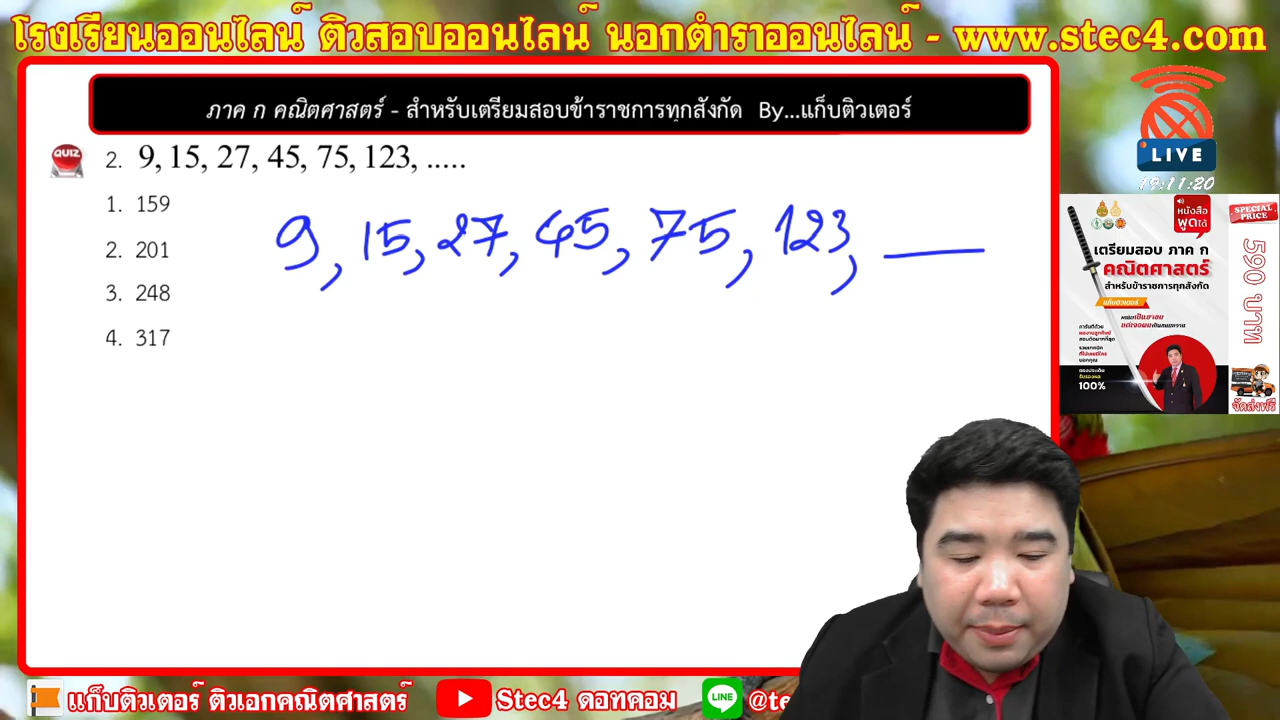 โรงเรียนออนไลน์ ติวสอบออนไลน์ นอกตำราออนไลน์ - www.stec4.com
ภาค ก คณิตศาสตร์ - สำหรับเตรียมสอบข้าราชการทุกสังกัด By...แก็บติวเตอร์
QUIZ
2. 9, 15, 27, 45, 75, 123, .....
1. 159
2. 201
3. 248
4. 317
9, 15, 27, 45, 75, 123, ___
LIVE
19:11:20
หนังสือ
พูดได้
เตรียมสอบ ภาค ก
คณิตศาสตร์
สำหรับข้าราชการทุกสังกัด
แก็บติวเตอร์
100%
SPECIAL
PRICE
590 บาท
จัดส่งฟรี
แก็บติวเตอร์ ติวเอกคณิตศาสตร์
Stec4 ดอทคอม
LINE
@te